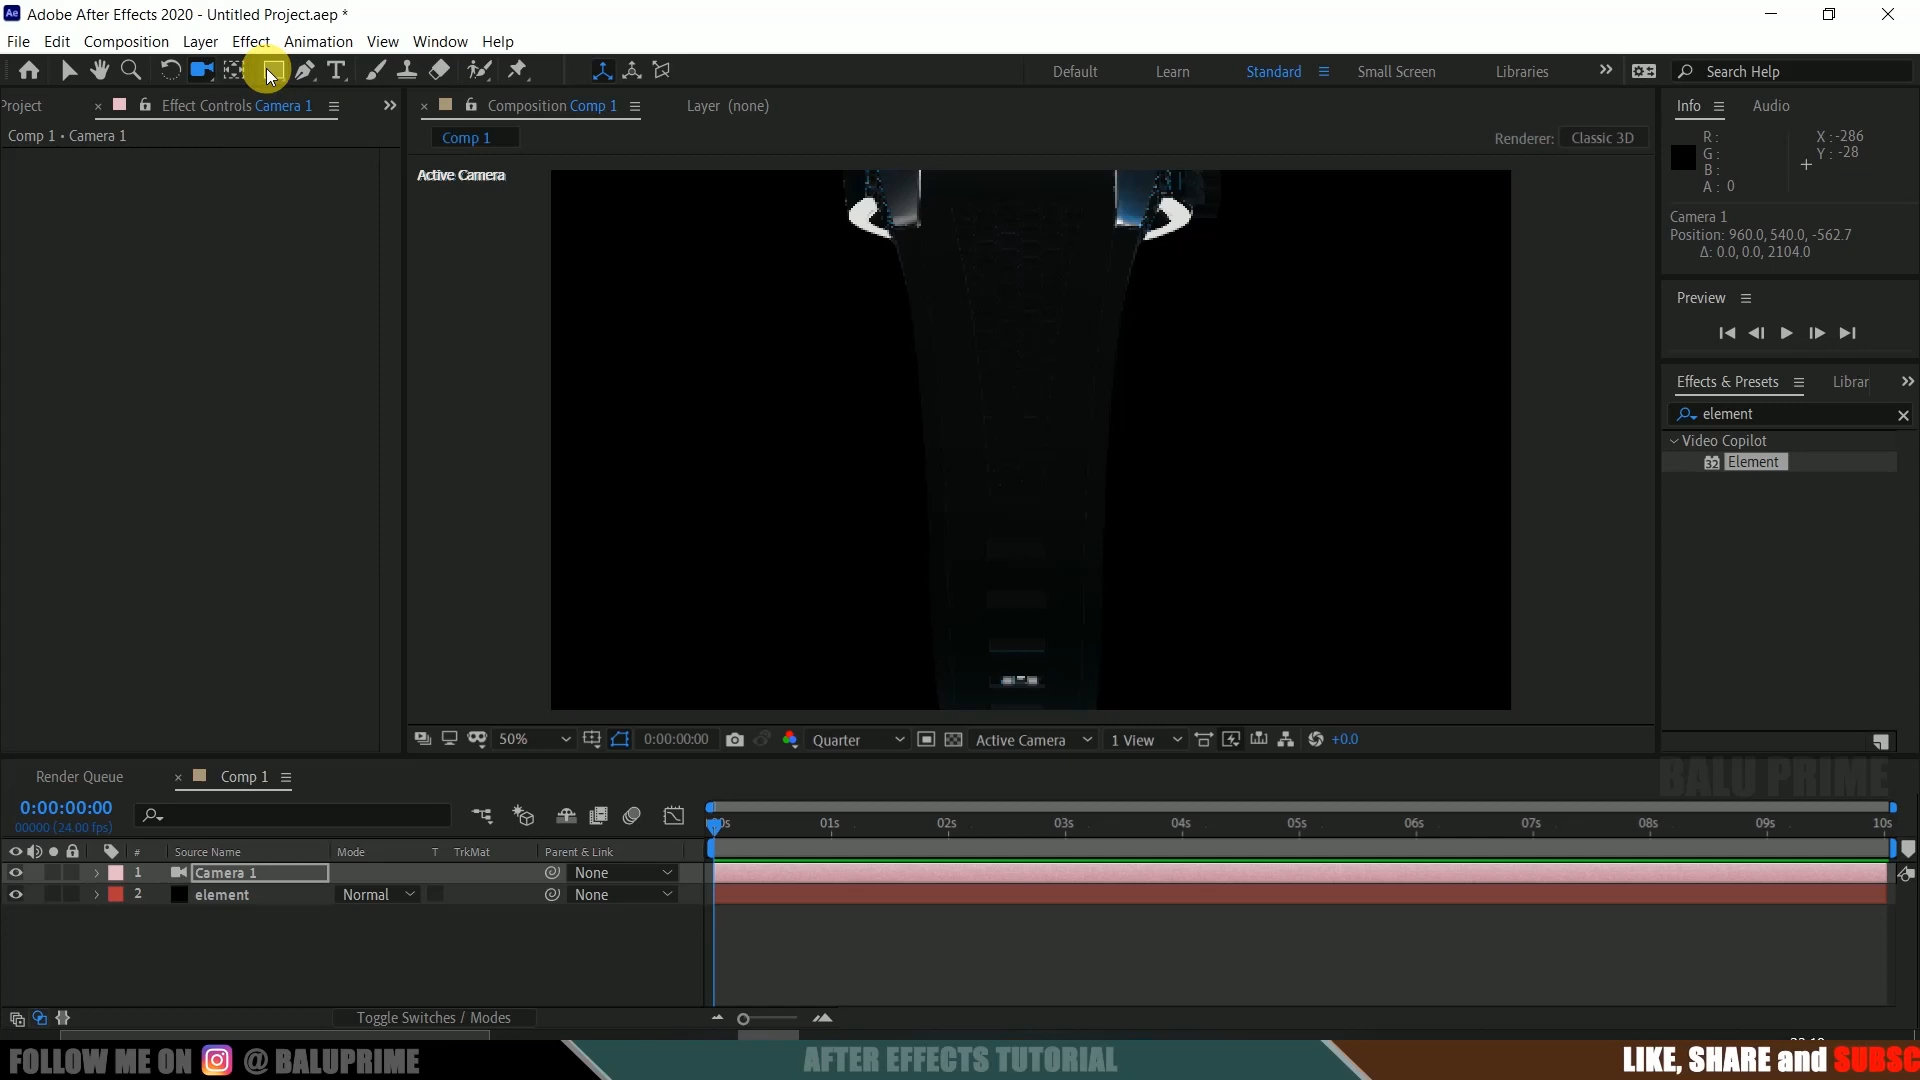 Ae Adobe After Effects 2020 - Untitled Project.aep *
File Edit Composition Layer Effect Animation View Window Help
Default Learn Standard Small Screen Libraries Search Help
Project Effect Controls Camera 1 Composition Comp 1 Layer (none) Info Audio
Comp 1 • Camera 1
Comp 1
Renderer: Classic 3D
Active Camera
R :
G :
B :
A : 0
X : -286
Y : -28
Camera 1
Position: 960.0, 540.0, -562.7
Δ: 0.0, 0.0, 2104.0
Preview
Effects & Presets Librar
element
Video Copilot
32 Element
50% 0:00:00:00 Quarter Active Camera 1 View +0.0
BALU PRIME
Render Queue Comp 1
0:00:00:00
00000 (24.00 fps)
00s 01s 02s 03s 04s 05s 06s 07s 08s 09s 10s
# Source Name Mode T TrkMat Parent & Link
1 Camera 1 None
2 element Normal None
Toggle Switches / Modes
FOLLOW ME ON @ BALUPRIME AFTER EFFECTS TUTORIAL LIKE, SHARE and SUBSC